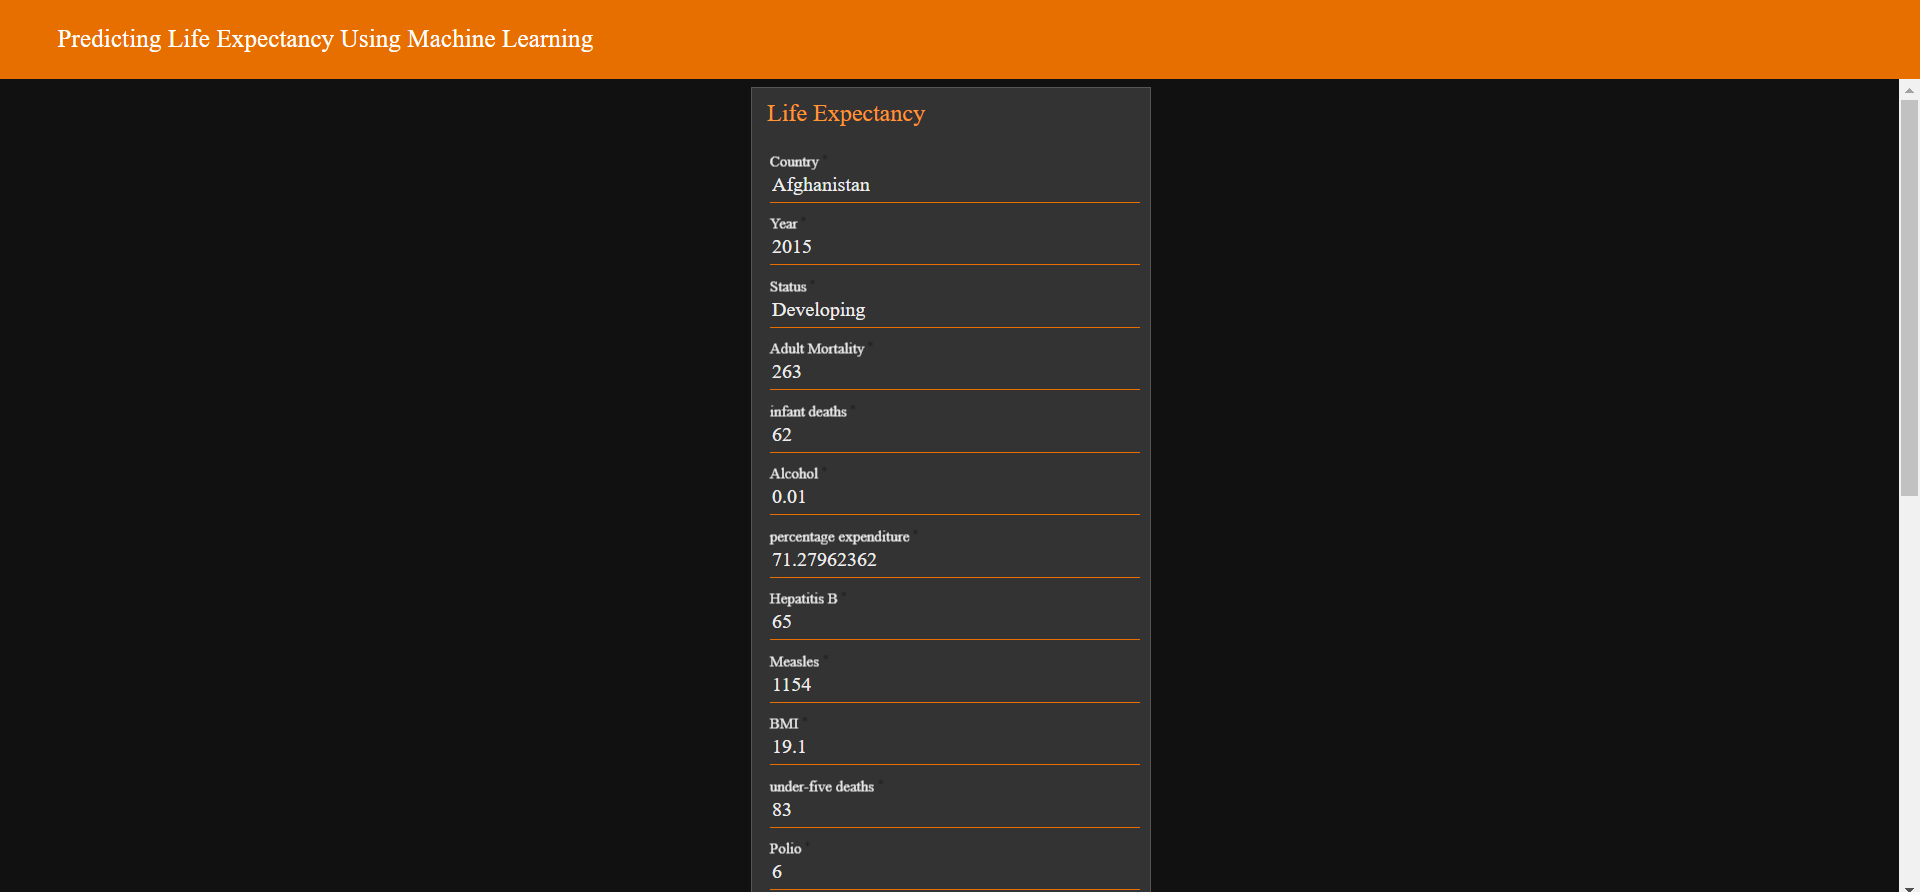 Predicting Life Expectancy Using Machine Learning
Life Expectancy
Country *
Afghanistan
Year *
2015
Status *
Developing
Adult Mortality *
263
infant deaths *
62
Alcohol *
0.01
percentage expenditure *
71.27962362
Hepatitis B *
65
Measles *
1154
BMI *
19.1
under-five deaths *
83
Polio *
6